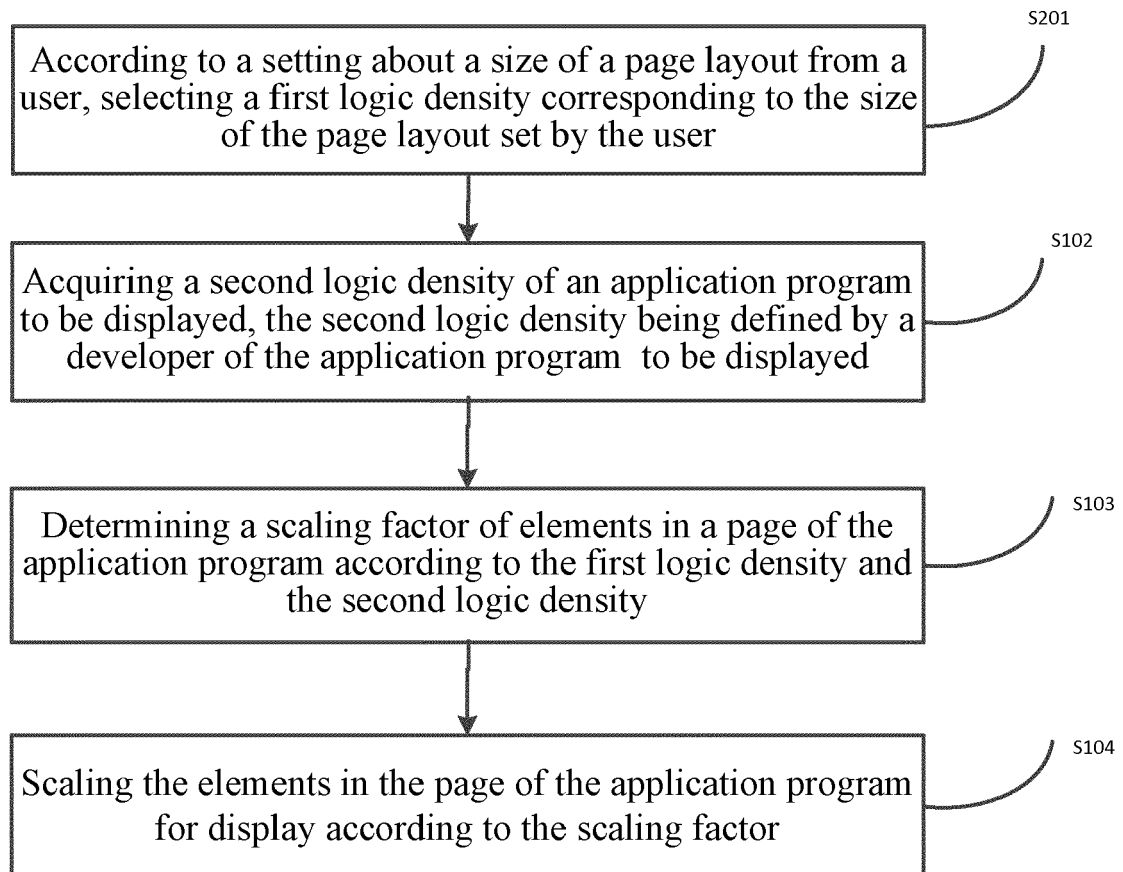 S201
According to a setting about a size of a page layout from a
user, selecting a first logic density corresponding to the size
of the page layout set by the user
S102
Acquiring a second logic density of an application program
to be displayed, the second logic density being defined by a
developer of the application program to be displayed
S103
Determining a scaling factor of elements in a page of the
application program according to the first logic density and
the second logic density
S104
Scaling the elements in the page of the application program
for display according to the scaling factor